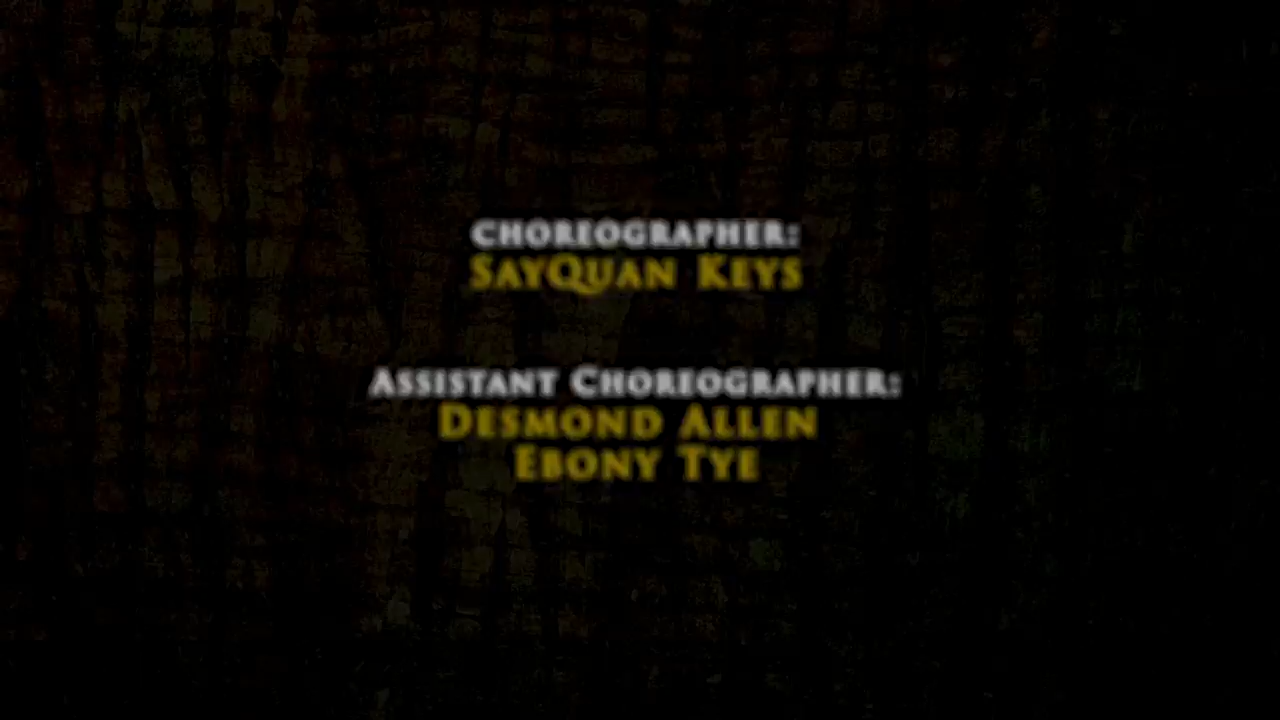 CHOREOGRAPHER:
SAYQUAN KEYS
ASSISTANT CHOREOGRAPHER:
DESMOND ALLEN
EBONY TYE